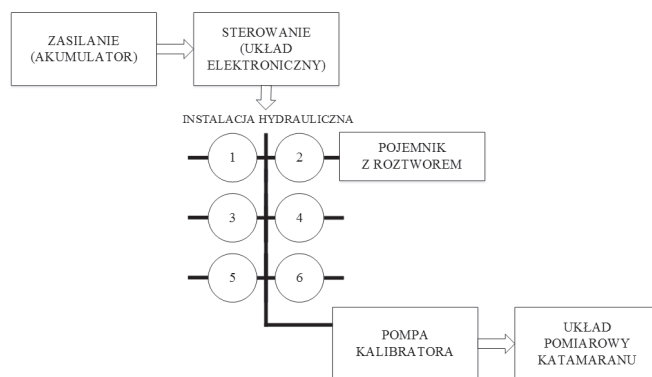 ZASILANIE
(AKUMULATOR)
STEROWANIE
(UKŁAD
ELEKTRONICZNY)
INSTALACJA HYDRAULICZNA
1
2
POJEMNIK
Z ROZTWOREM
3
4
5
6
POMPA
KALIBRATORA
UKŁAD
POMIAROWY
KATAMARANU